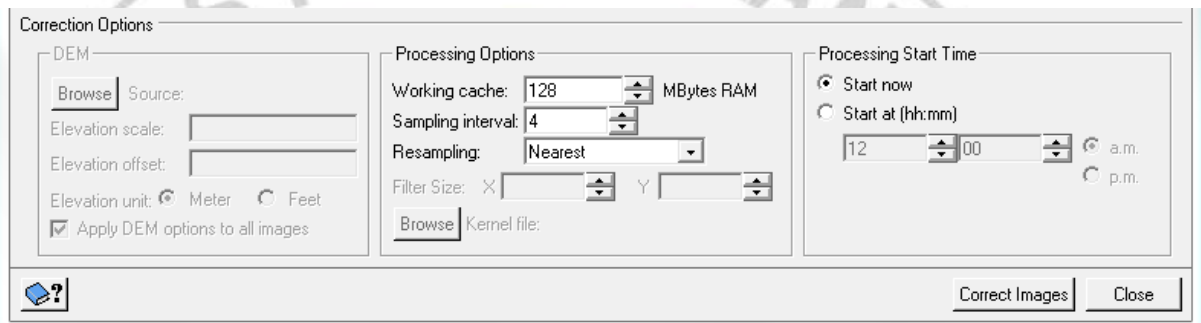 Correction Options
DEM
Browse Source:
Elevation scale:
Elevation offset:
Elevation unit: Meter Feet
Apply DEM options to all images
Processing Options
Working cache: 128 MBytes RAM
Sampling interval: 4
Resampling: Nearest
Filter Size: X Y
Browse Kernel file:
Processing Start Time
Start now
Start at (hh:mm)
12 00 a.m.
p.m.
?
Correct Images Close